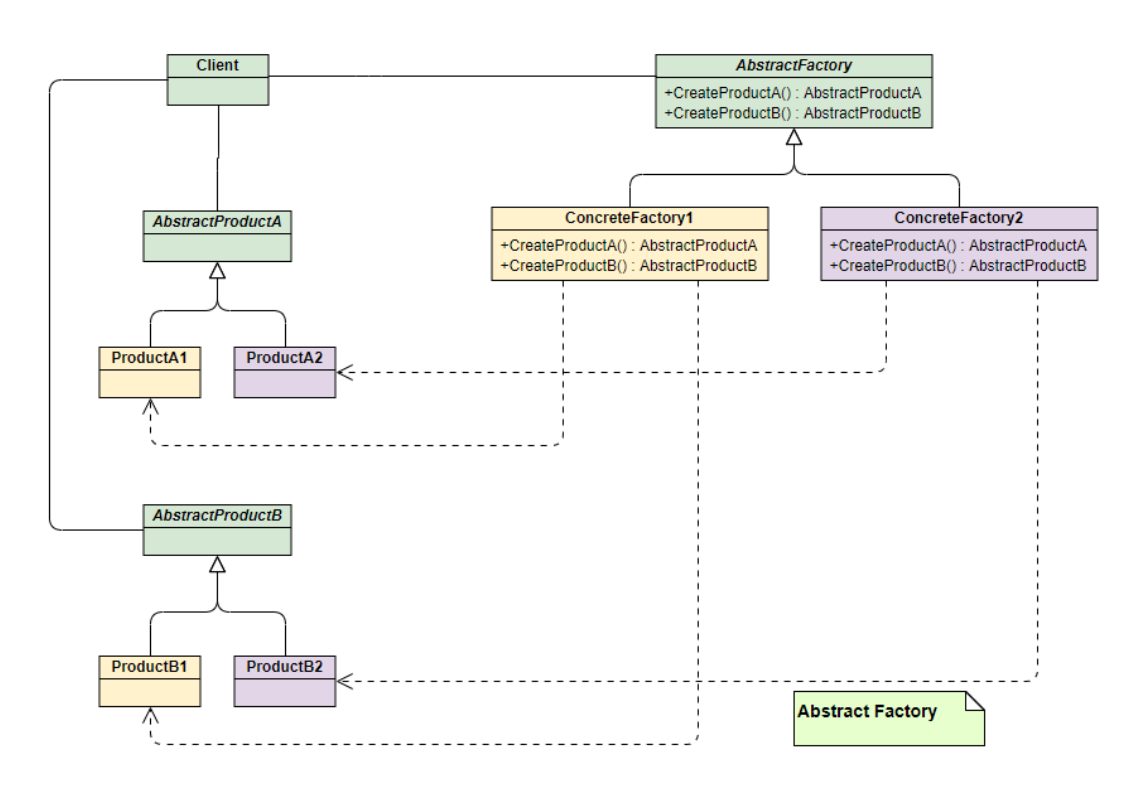 Client
AbstractFactory
+CreateProductA() : AbstractProductA
+CreateProductB() : AbstractProductB
AbstractProductA
ConcreteFactory1
+CreateProductA() : AbstractProductA
+CreateProductB() : AbstractProductB
ConcreteFactory2
+CreateProductA() : AbstractProductA
+CreateProductB() : AbstractProductB
ProductA1
ProductA2
AbstractProductB
ProductB1
ProductB2
Abstract Factory